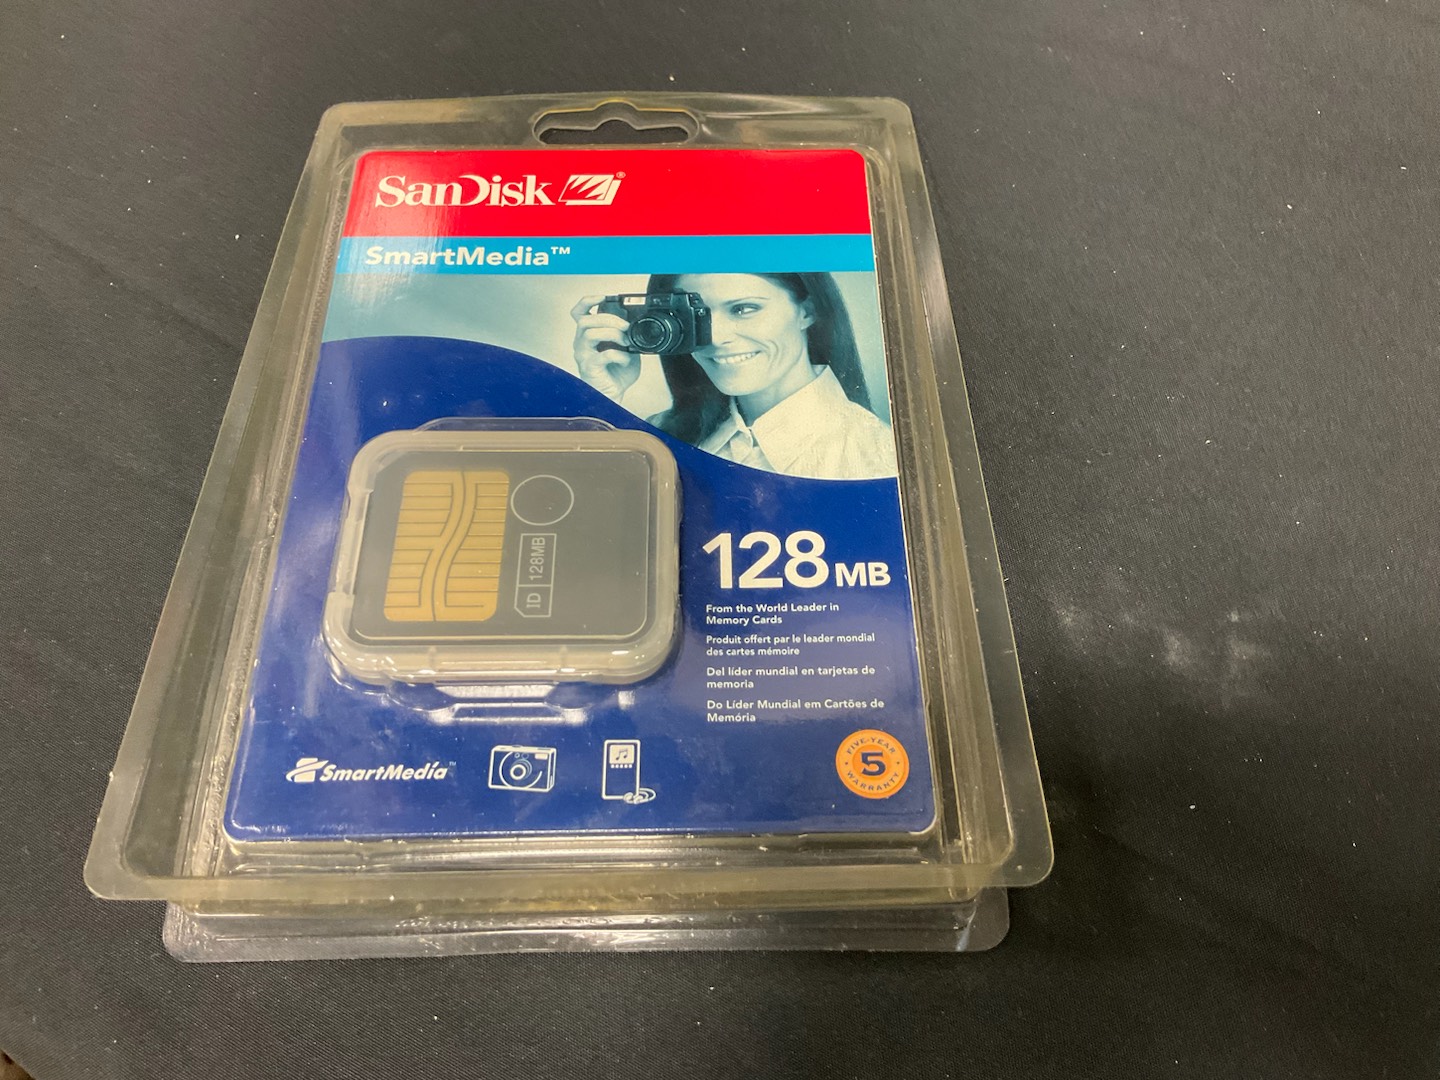 SanDisk®
SmartMedia™
ID 128MB
128 MB
From the World Leader in
Memory Cards
Produit offert par le leader mondial
des cartes mémoire
Del líder mundial en tarjetas de
memoria
Do Líder Mundial em Cartões de
Memória
SmartMedia™
FIVE-YEAR
5
WARRANTY